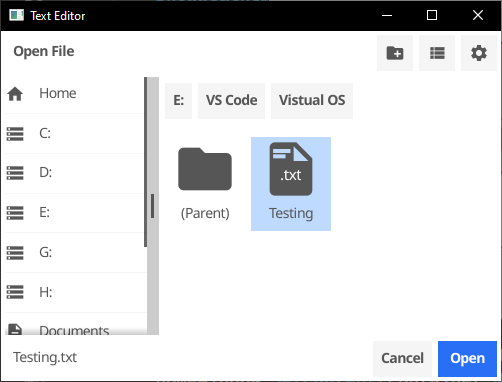 Text Editor
Open File
Home
E:
VS Code
Vistual OS
C:
D:
E:
G:
H:
Documents
.txt
(Parent)
Testing
Testing.txt
Cancel
Open